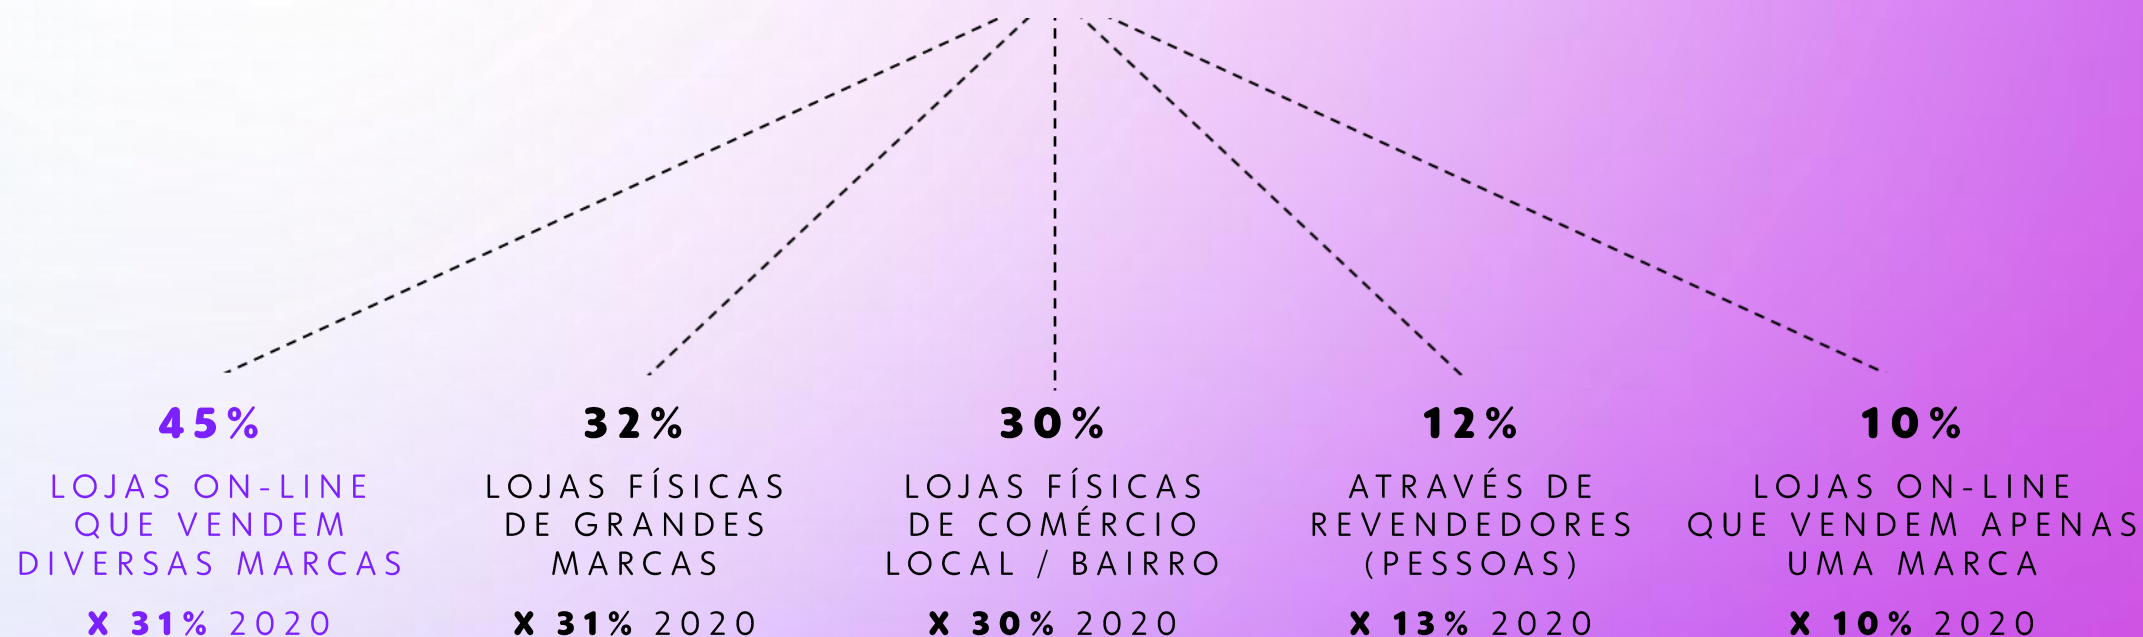 45%
LOJAS ON-LINE
QUE VENDEM
DIVERSAS MARCAS
X 31% 2020
32%
LOJAS FÍSICAS
DE GRANDES
MARCAS
X 31% 2020
30%
LOJAS FÍSICAS
DE COMÉRCIO
LOCAL / BAIRRO
X 30% 2020
12%
ATRAVÉS DE
REVENDEDORES
(PESSOAS)
X 13% 2020
10%
LOJAS ON-LINE
QUE VENDEM APENAS
UMA MARCA
X 10% 2020